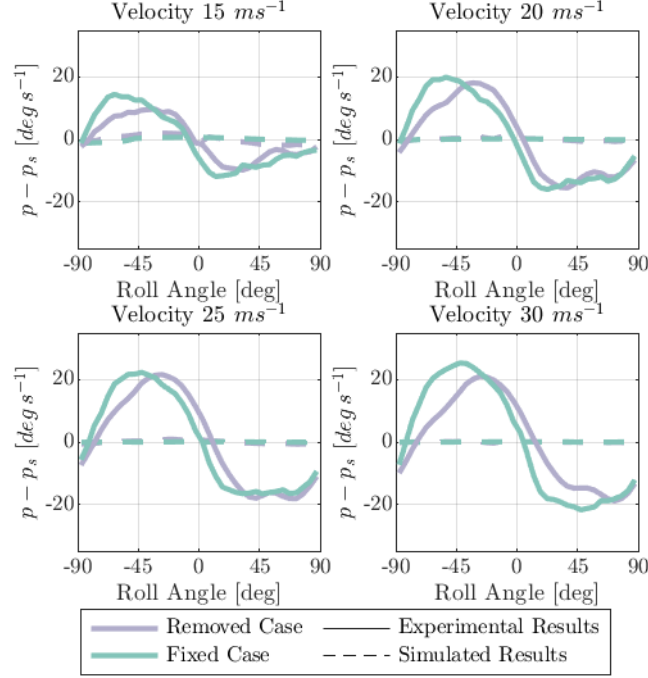 Velocity 15 ms⁻¹
Velocity 20 ms⁻¹
p − pₛ [deg s⁻¹]
20
0
-20
-90 -45 0 45 90
Roll Angle [deg]
p − pₛ [deg s⁻¹]
20
0
-20
-90 -45 0 45 90
Roll Angle [deg]
Velocity 25 ms⁻¹
Velocity 30 ms⁻¹
p − pₛ [deg s⁻¹]
20
0
-20
-90 -45 0 45 90
Roll Angle [deg]
p − pₛ [deg s⁻¹]
20
0
-20
-90 -45 0 45 90
Roll Angle [deg]
Removed Case
Experimental Results
Fixed Case
Simulated Results